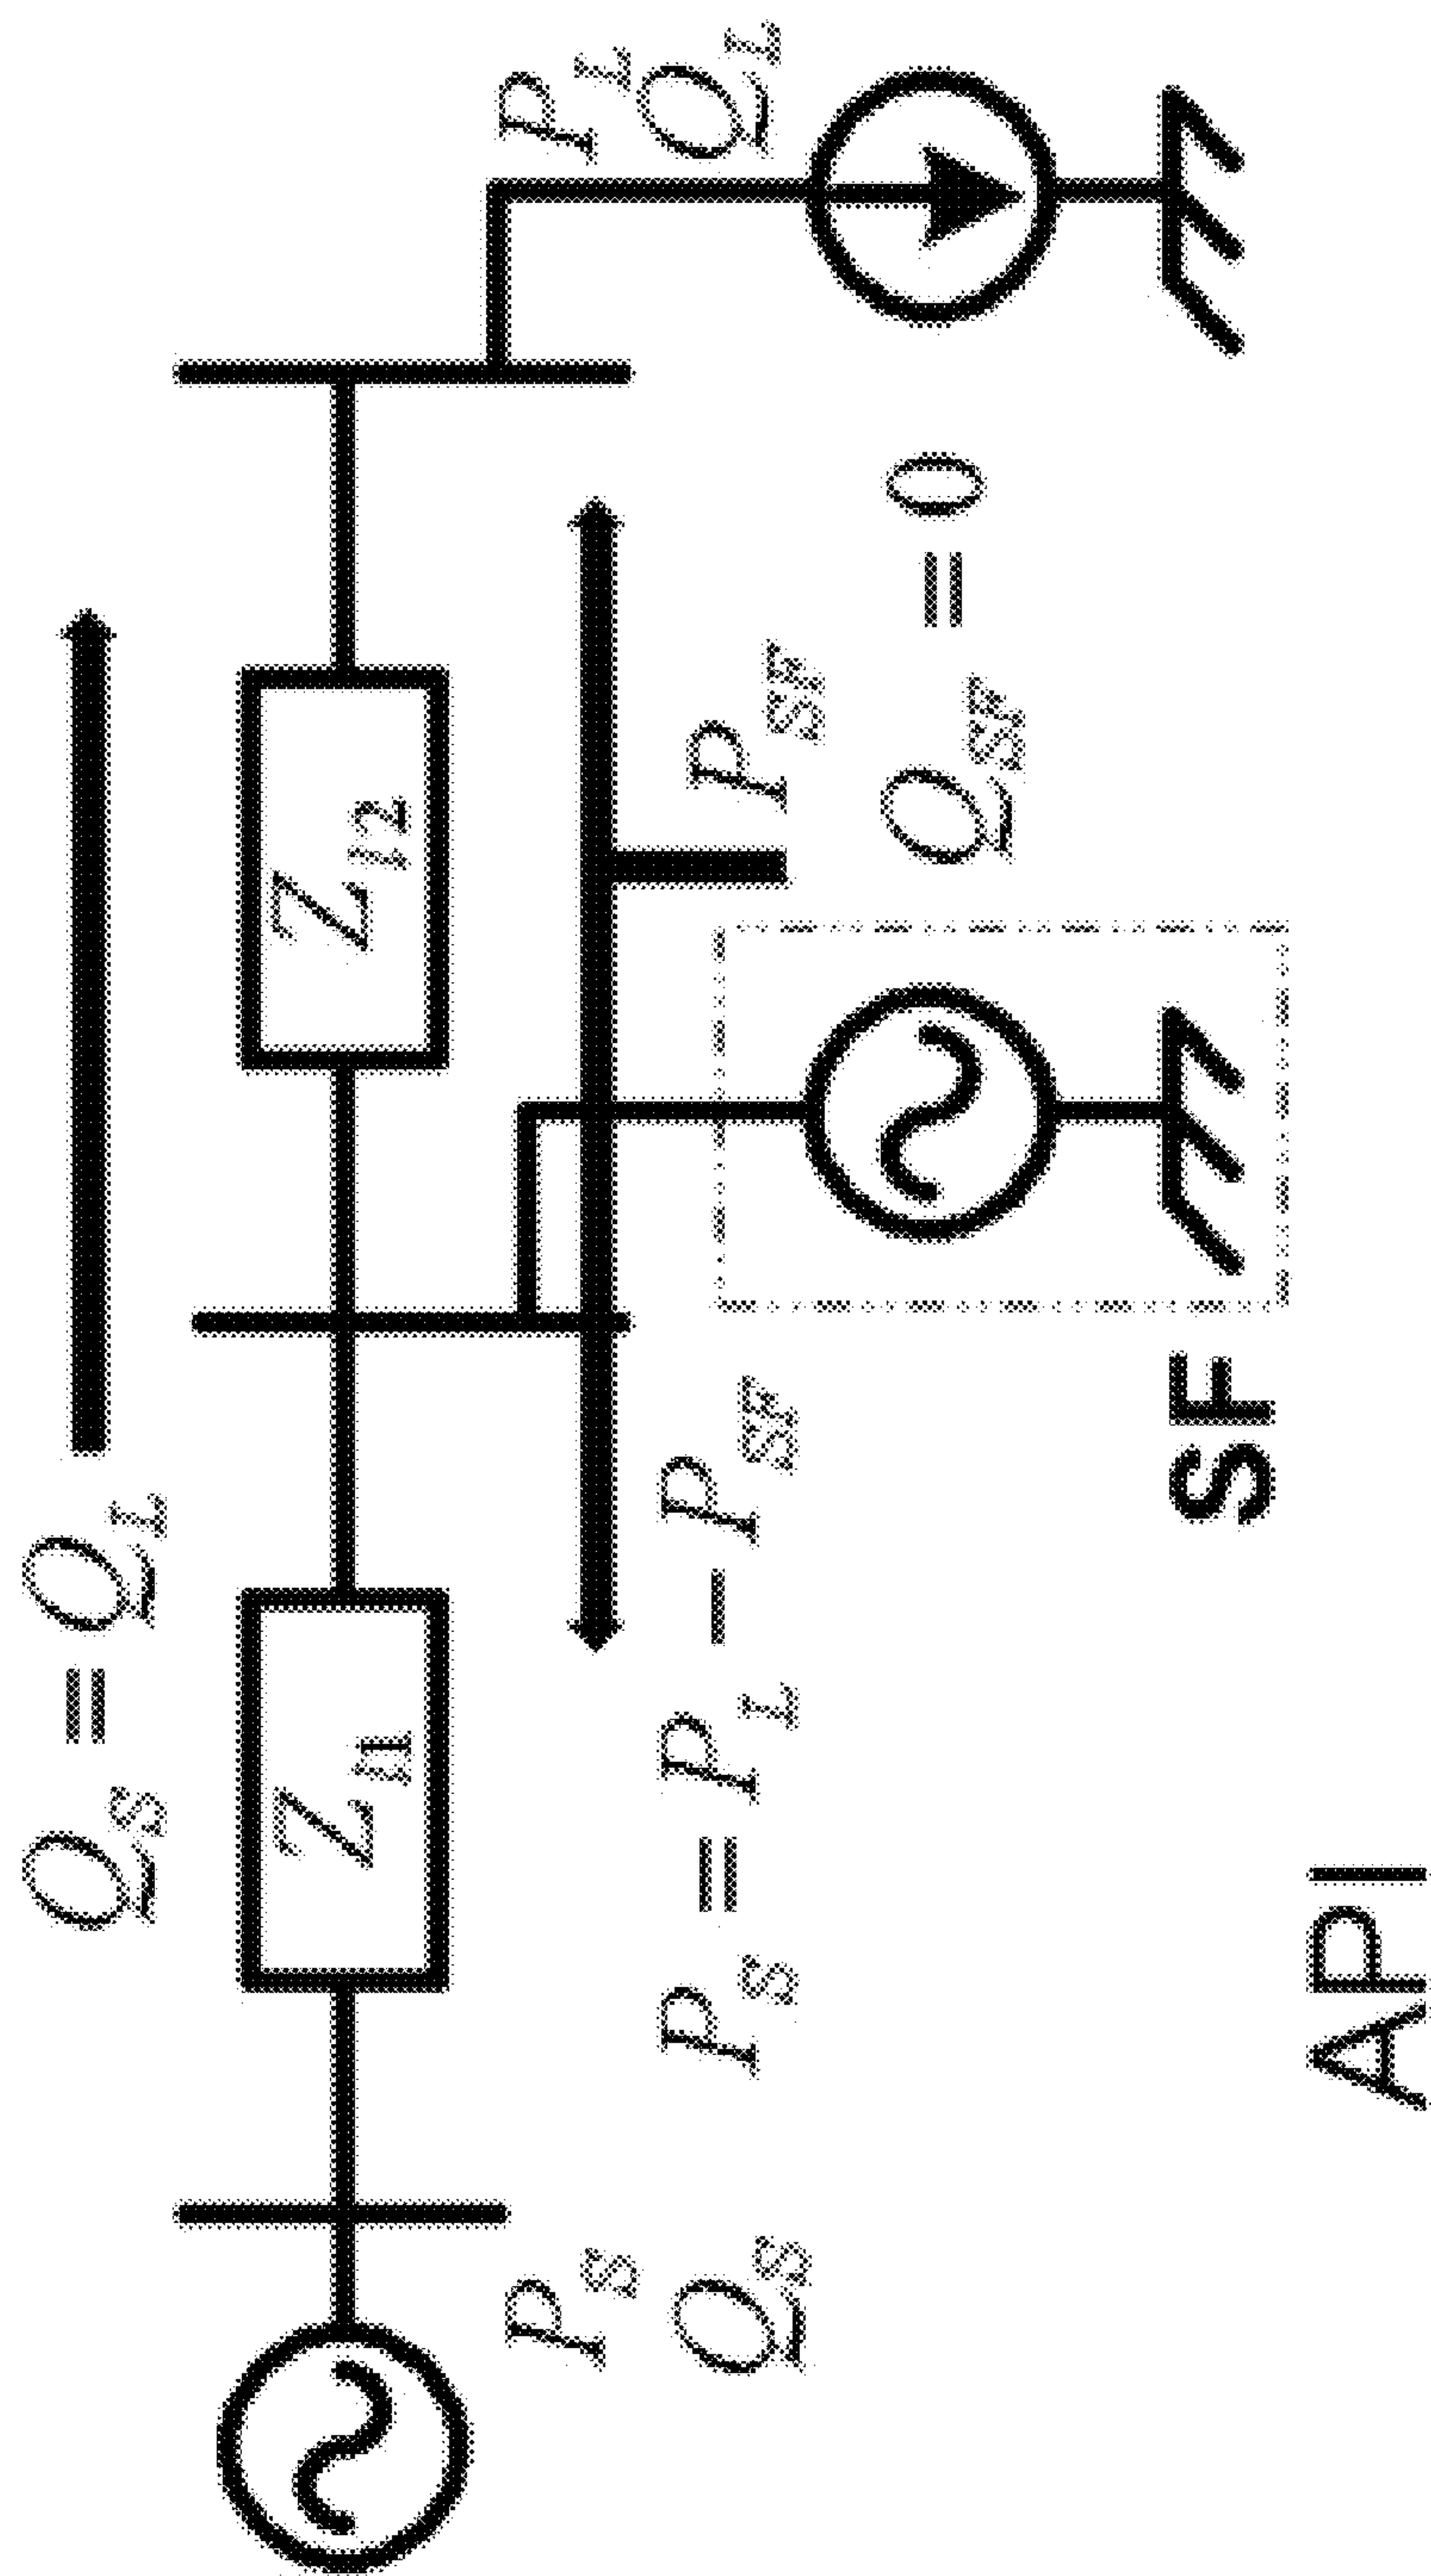 Q_S = Q_L
Z_l1
Z_l2
P_S
Q_S
P_S = P_L − P_SF
P_SF
Q_SF = 0
P_L
Q_L
SF
API